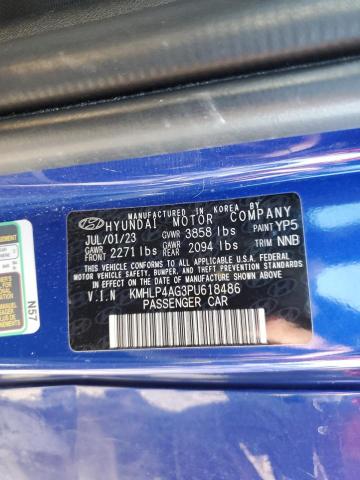 MANUFACTURED IN KOREA BY
HYUNDAI MOTOR COMPANY
JUL/01/23 GVWR 3858 lbs PAINT YP5
GAWR FRONT 2271 lbs GAWR REAR 2094 lbs TRIM NNB
THIS VEHICLE CONFORMS TO ALL APPLICABLE U.S.A. FEDERAL
MOTOR VEHICLE SAFETY, BUMPER, AND THEFT PREVENTION
STANDARDS IN EFFECT ON THE DATE OF MANUFACTURE SHOWN ABOVE.
V.I.N KMHLP4AG3PU618486
PASSENGER CAR
N57